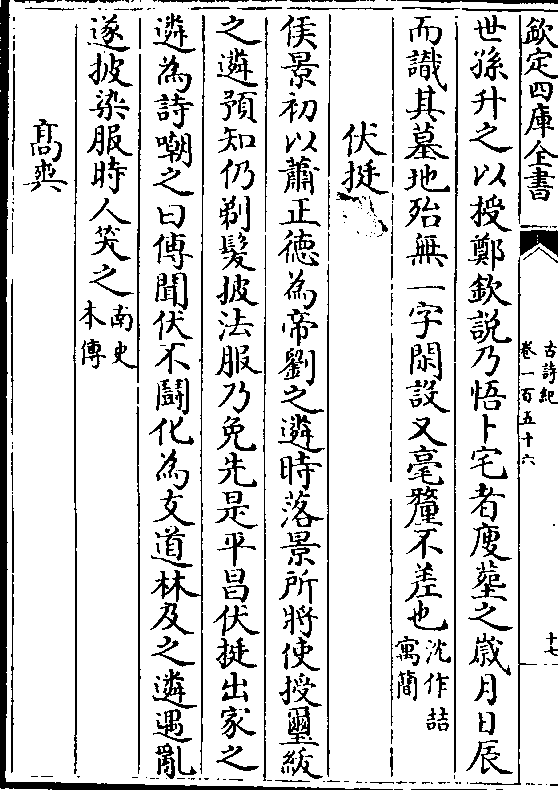 欽定四庫全書
古詩紀
卷一百五十六
十七
世孫升之以授鄭欽說乃悟卜宅者廋墓之歲月日辰
而識其墓地殆無一字閑設又毫釐不差也沈作喆寓簡
伏挺
侯景初以蕭正德為帝劉之遴時落景所將使授璽紱
之遴預知仍剃髮披法服乃免先是平昌伏挺出家之
遴為詩嘲之曰傳聞伏不鬬化為支道林及之遴遇亂
遂披染服時人笑之南史本傳
高爽